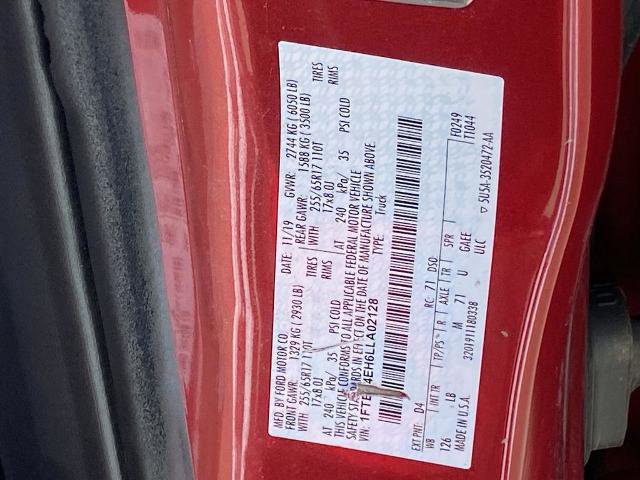 MFD. BY FORD MOTOR CO. DATE: 11/19 GVWR: 2744 KG (6050 LB)
FRONT GAWR: 1329 KG (2930 LB) REAR GAWR: 1588 KG (3500 LB)
WITH 255/65R17 110T TIRES WITH 255/65R17 110T TIRES
17x8.0J RIMS 17x8.0J RIMS
AT 240 kPa/ 35 PSI COLD AT 240 kPa/ 35 PSI COLD
THIS VEHICLE CONFORMS TO ALL APPLICABLE FEDERAL MOTOR VEHICLE
SAFETY STANDARDS IN EFFECT ON THE DATE OF MANUFACTURE SHOWN ABOVE
VIN: 4EH6LLA02128 TYPE: Truck
EXT PNT: D4 RC: 71 DSO: F0249
WB INT TR TP/PS R AXLE TR SPR T1044
126 LB M 71 U GAEE
MADE IN U.S.A. 3201911180338 ULC 5U5A-3520472-AA